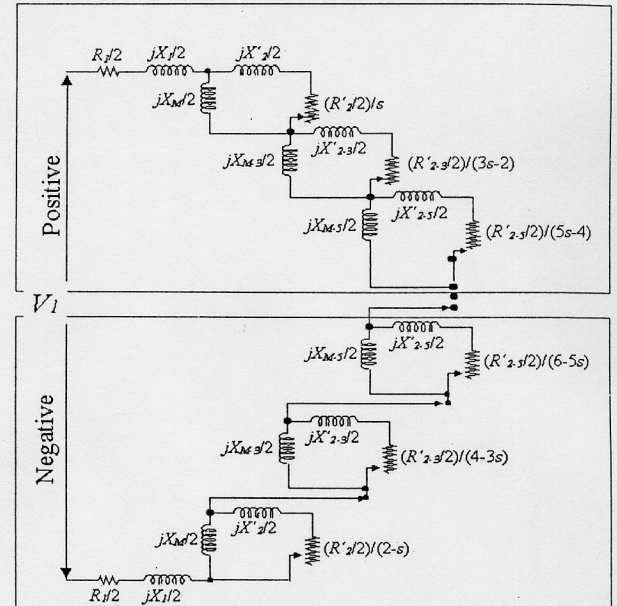 R1/2 jX1/2 jX'2/2
jXM/2
(R'2/2)/s
jXM-3/2 jX'2-3/2
(R'2-3/2)/(3s-2)
jXM-5/2 jX'2-5/2
(R'2-5/2)/(5s-4)
Positive
V1
jXM-5/2 jX'2-5/2
(R'2-5/2)/(6-5s)
Negative
jXM-3/2 jX'2-3/2
(R'2-3/2)/(4-3s)
jXM/2 jX'2/2
(R'2/2)/(2-s)
R1/2 jX1/2